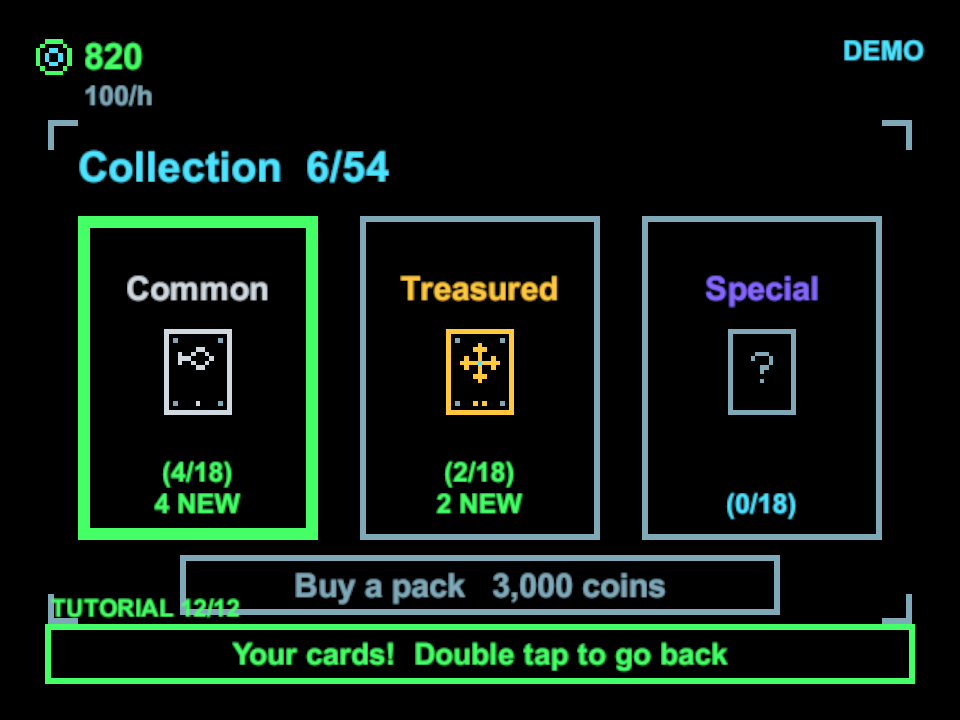 820
DEMO
100/h
Collection 6/54
Common
Treasured
Special
?
(4/18)
4 NEW
(2/18)
2 NEW
(0/18)
Buy a pack 3,000 coins
TUTORIAL 12/12
Your cards! Double tap to go back